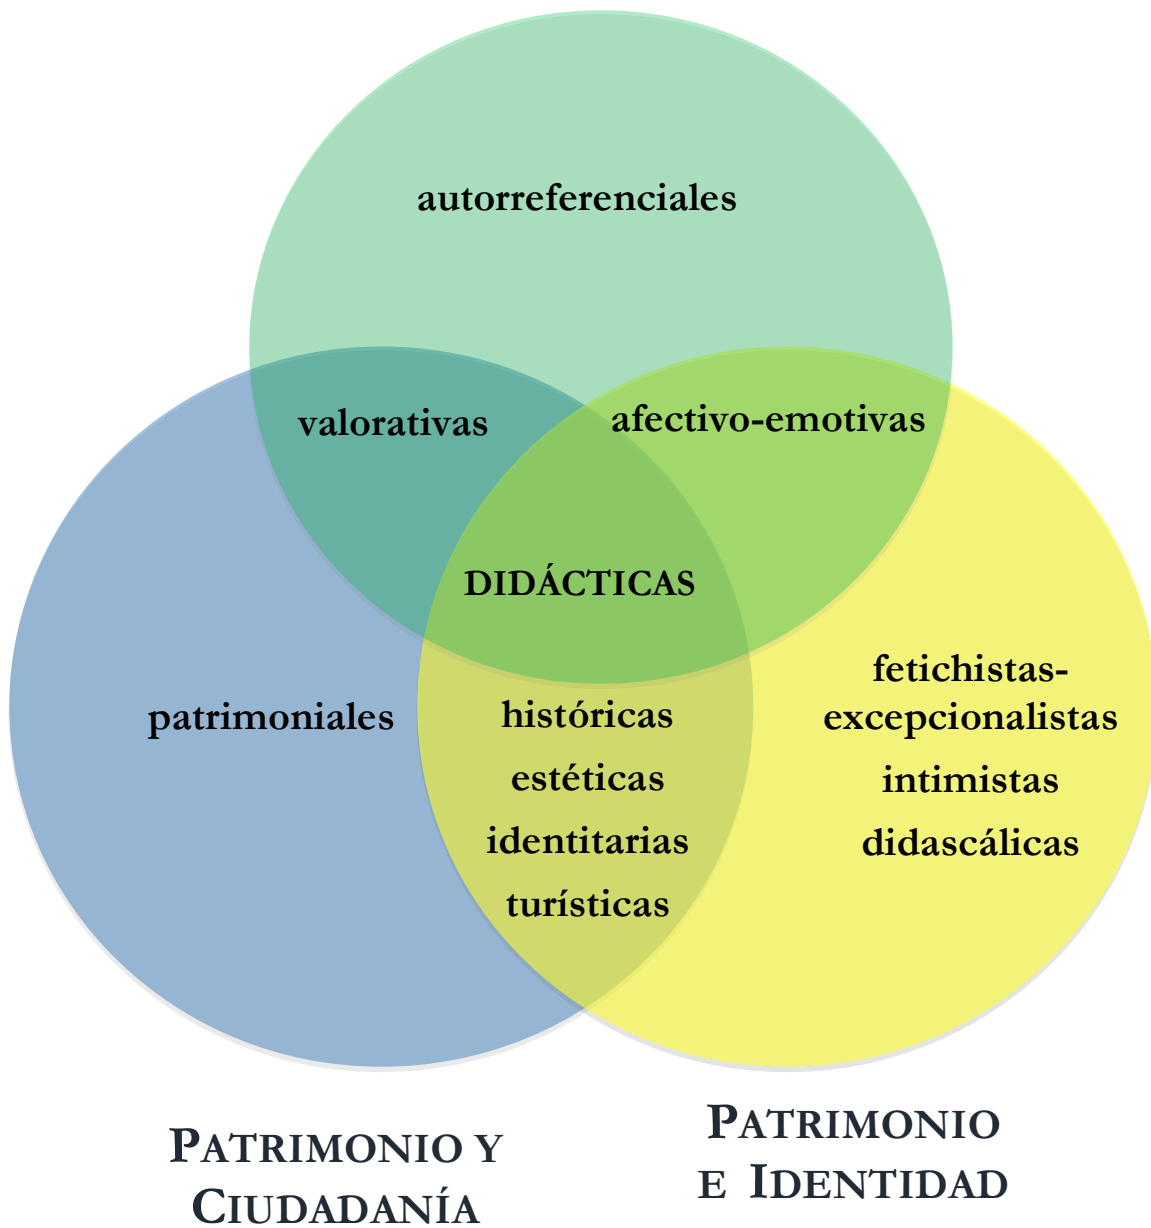 autorreferenciales
valorativas
afectivo-emotivas
DIDÁCTICAS
patrimoniales
históricas
estéticas
identitarias
turísticas
fetichistas-
excepcionalistas
intimistas
didascálicas
PATRIMONIO Y
CIUDADANÍA
PATRIMONIO
E IDENTIDAD